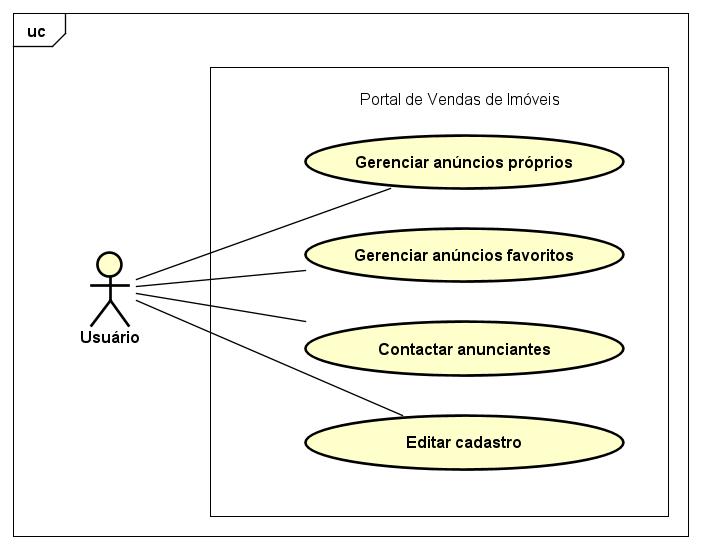 uc
Portal de Vendas de Imóveis
Gerenciar anúncios próprios
Gerenciar anúncios favoritos
Usuário
Contactar anunciantes
Editar cadastro